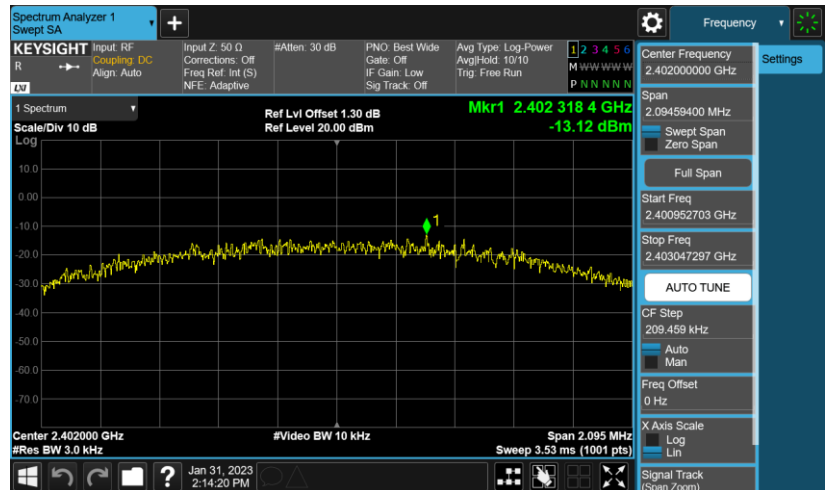 Spectrum Analyzer 1
Swept SA
Frequency
KEYSIGHT
R
LXI
Input: RF
Coupling: DC
Align: Auto
Input Z: 50 Ω
Corrections: Off
Freq Ref: Int (S)
NFE: Adaptive
#Atten: 30 dB
PNO: Best Wide
Gate: Off
IF Gain: Low
Sig Track: Off
Avg Type: Log-Power
Avg|Hold: 10/10
Trig: Free Run
1 2 3 4 5 6
M W W W W W
P N N N N N
Settings
1 Spectrum
Scale/Div 10 dB
Log
Ref Lvl Offset 1.30 dB
Ref Level 20.00 dBm
Mkr1 2.402 318 4 GHz
-13.12 dBm
10.0
0.00
-10.0
-20.0
-30.0
-40.0
-50.0
-60.0
-70.0
1
Center 2.402000 GHz
#Res BW 3.0 kHz
#Video BW 10 kHz
Span 2.095 MHz
Sweep 3.53 ms (1001 pts)
Center Frequency
2.402000000 GHz
Span
2.09459400 MHz
Swept Span
Zero Span
Full Span
Start Freq
2.400952703 GHz
Stop Freq
2.403047297 GHz
AUTO TUNE
CF Step
209.459 kHz
Auto
Man
Freq Offset
0 Hz
X Axis Scale
Log
Lin
Signal Track
(Span Zoom)
?
Jan 31, 2023
2:14:20 PM